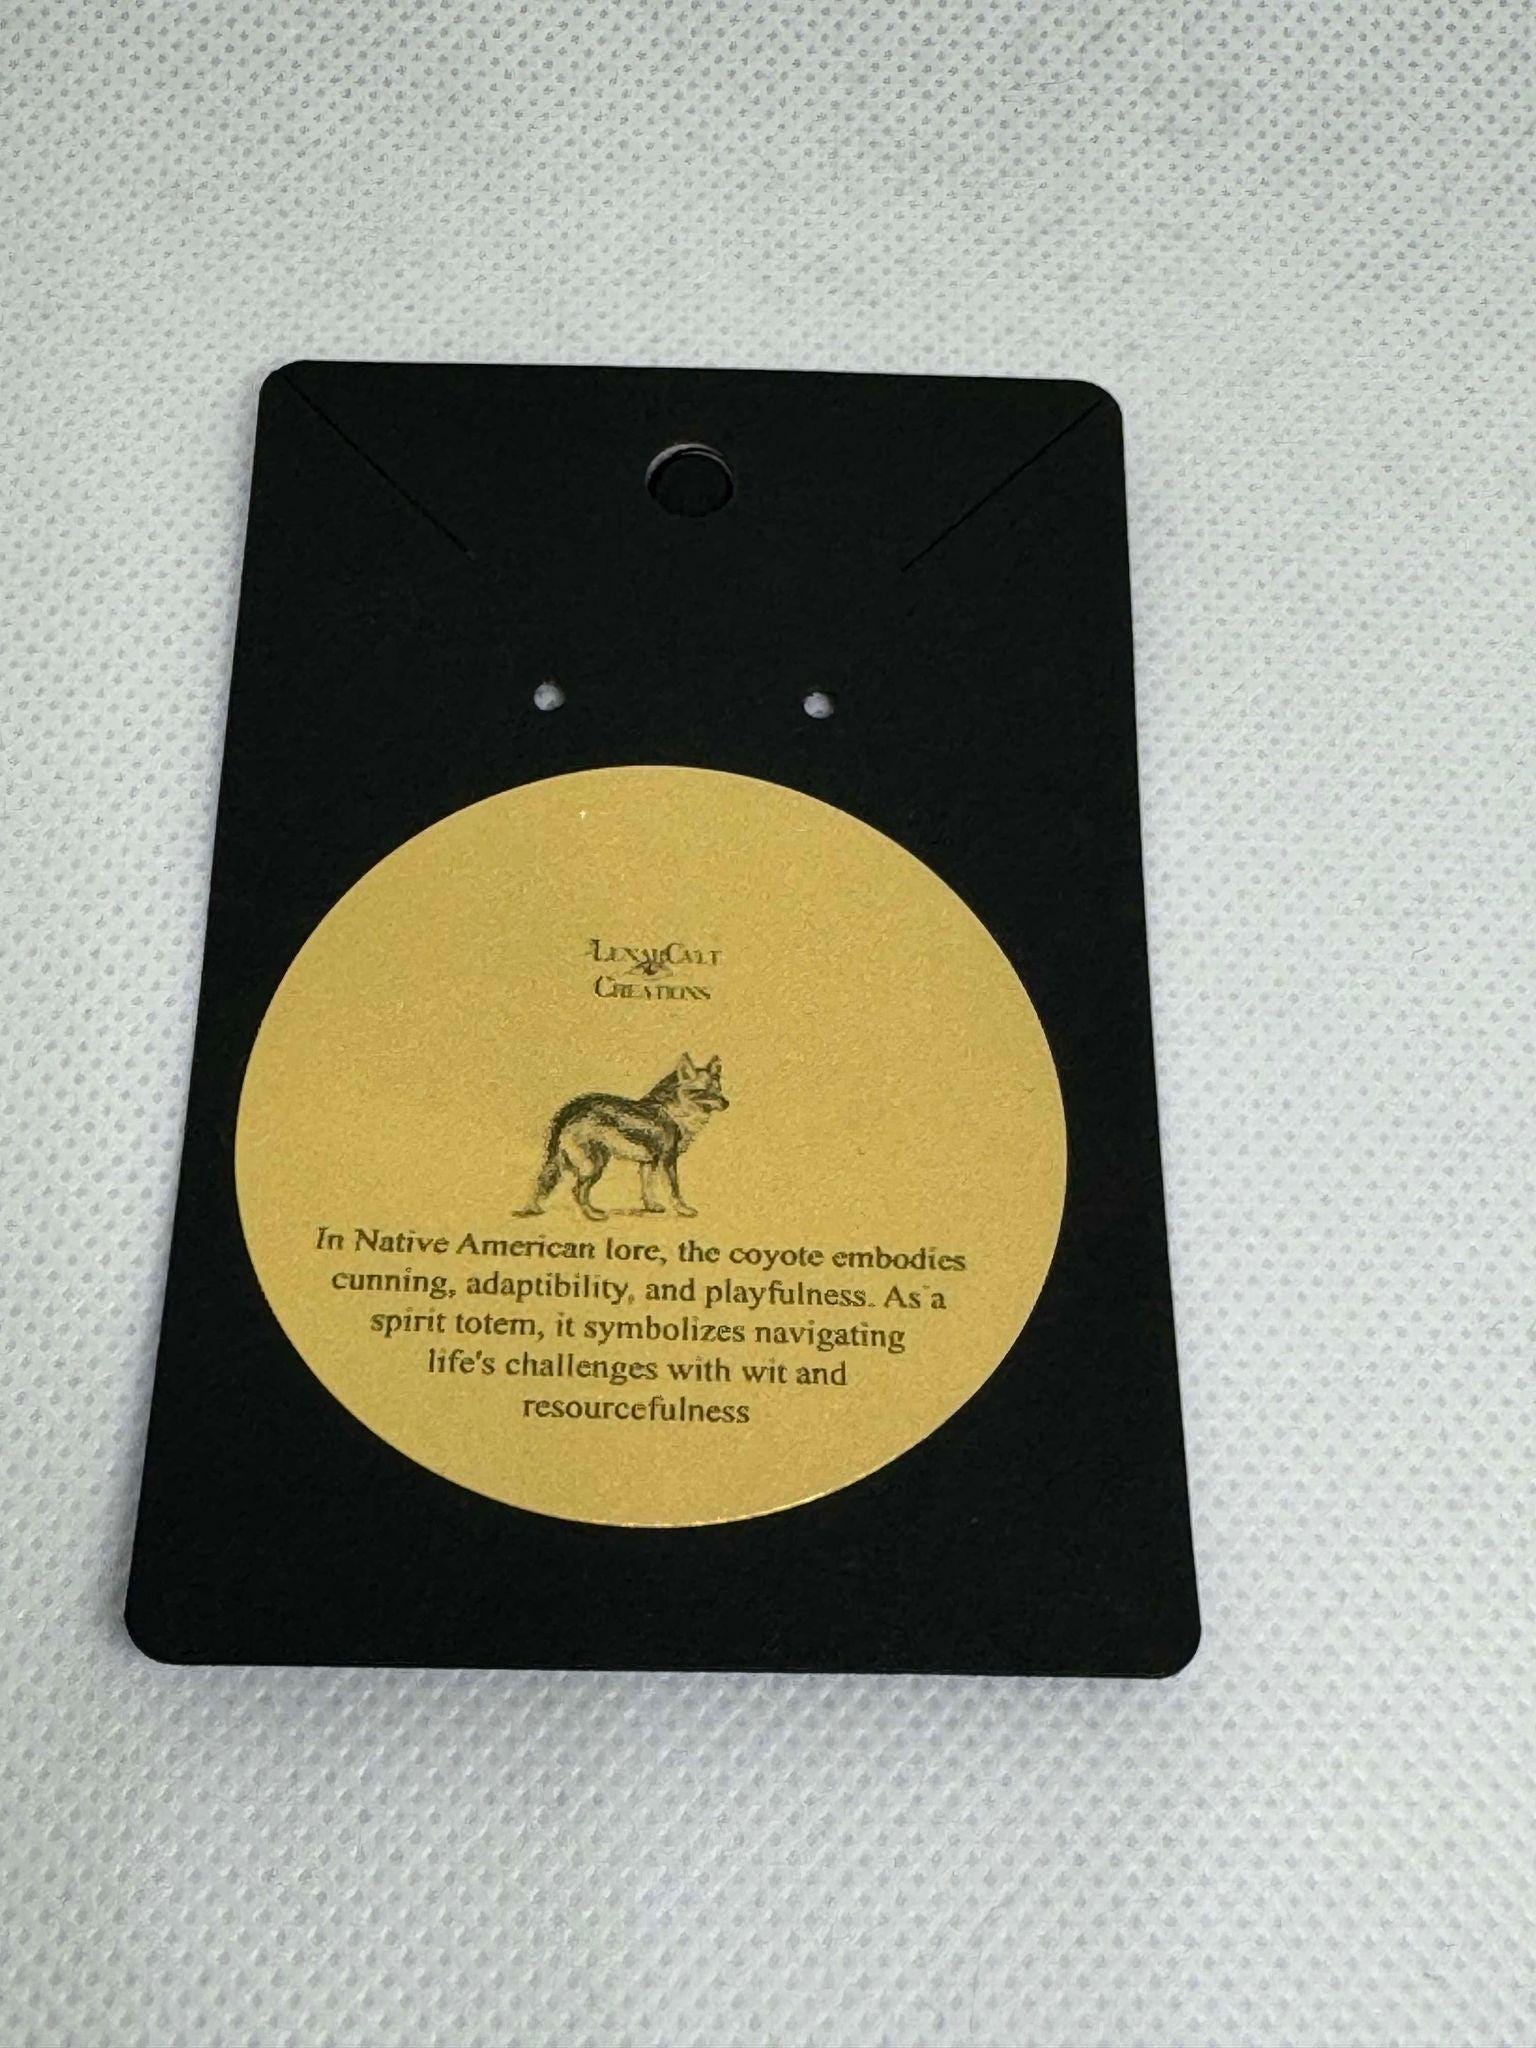 Creations
In Native American lore, the coyote embodies
cunning, adaptibility, and playfulness. As a
spirit totem, it symbolizes navigating
life's challenges with wit and
resourcefulness